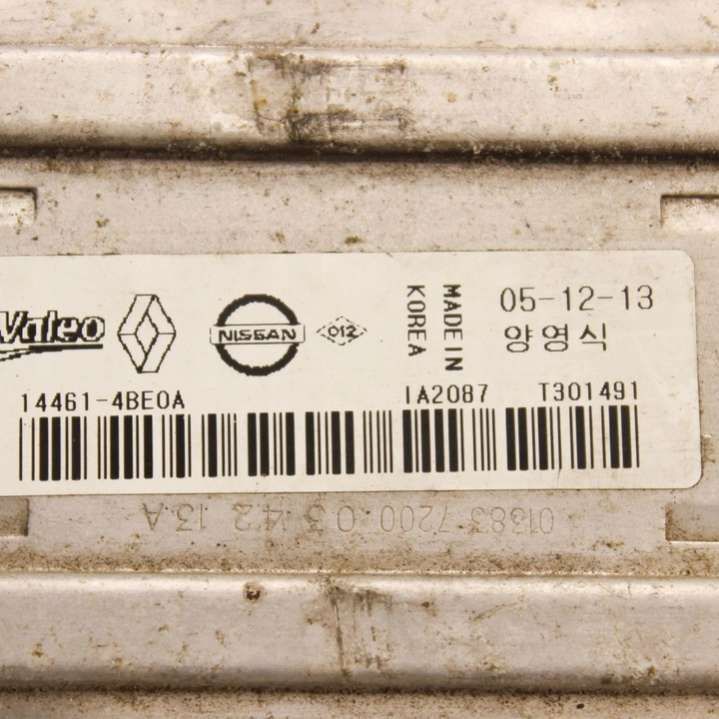 Valeo NISSAN 012 MADE IN KOREA 05-12-13
양영식
14461-4BE0A 1A2087 T301491
01383 7200 0 3 4 2 13 A